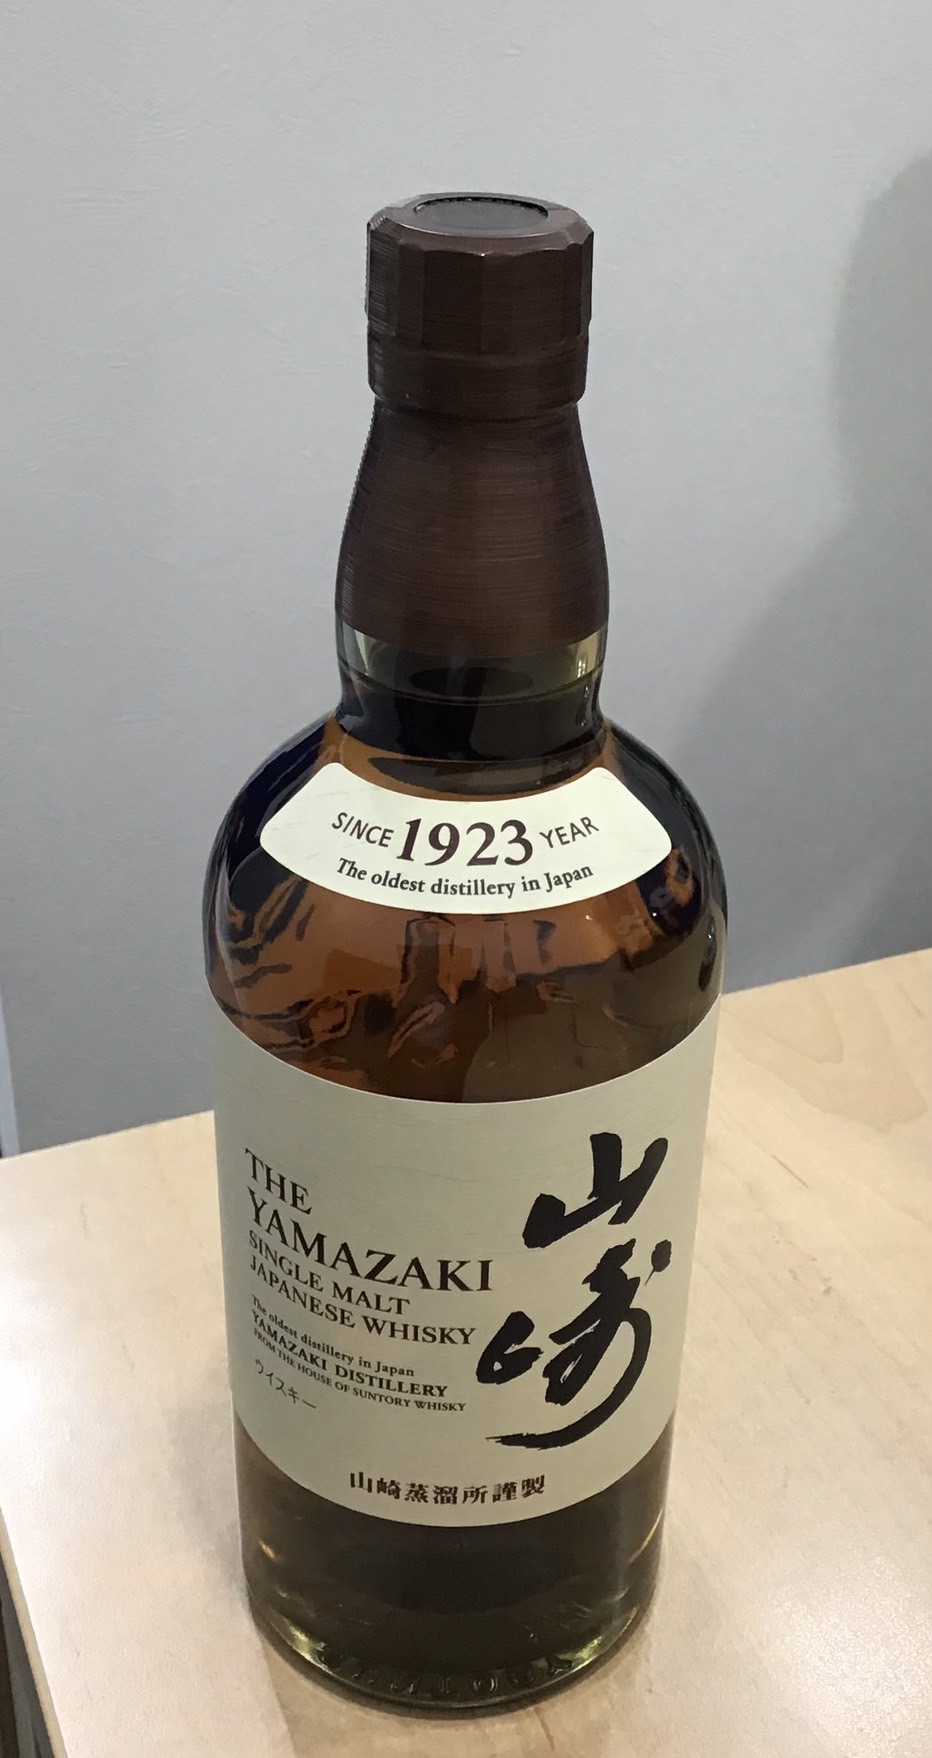 SINCE 1923 YEAR
The oldest distillery in Japan
THE
YAMAZAKI
SINGLE MALT
JAPANESE WHISKY
The oldest distillery in Japan
YAMAZAKI DISTILLERY
FROM THE HOUSE OF SUNTORY WHISKY
ウイスキー
山崎
山崎蒸溜所謹製